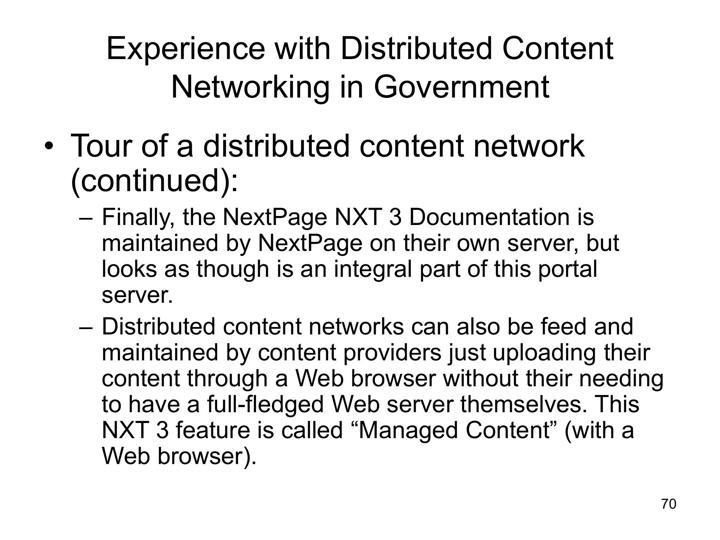 Experience with Distributed Content
Networking in Government
• Tour of a distributed content network
(continued):
– Finally, the NextPage NXT 3 Documentation is
maintained by NextPage on their own server, but
looks as though is an integral part of this portal
server.
– Distributed content networks can also be feed and
maintained by content providers just uploading their
content through a Web browser without their needing
to have a full-fledged Web server themselves. This
NXT 3 feature is called “Managed Content” (with a
Web browser).
70